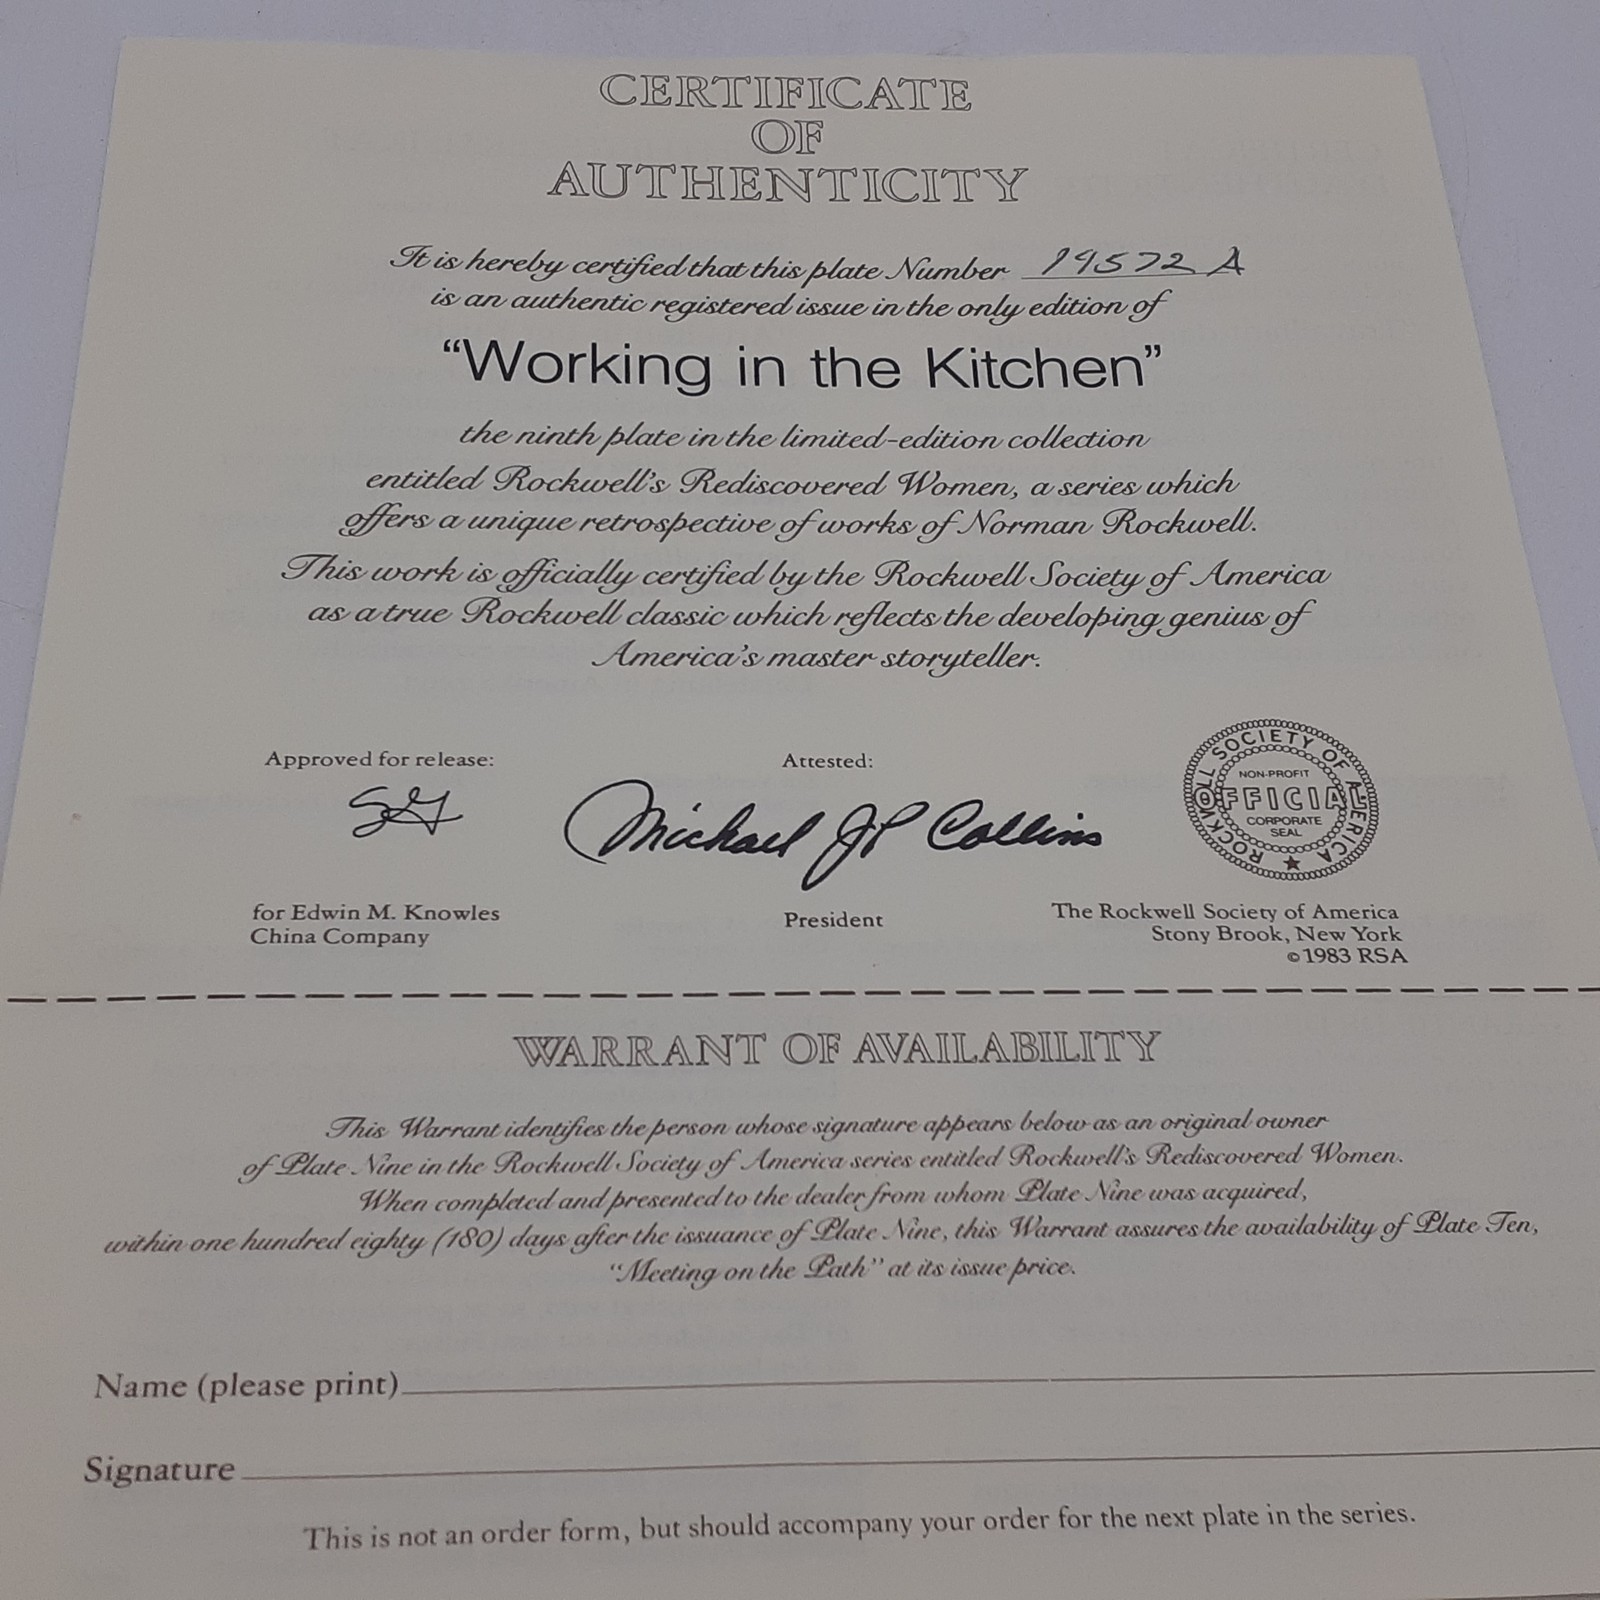 CERTIFICATE
OF
AUTHENTICITY
It is hereby certified that this plate Number 19572 A
is an authentic registered issue in the only edition of
“Working in the Kitchen”
the ninth plate in the limited-edition collection
entitled Rockwell's Rediscovered Women, a series which
offers a unique retrospective of works of Norman Rockwell.
This work is officially certified by the Rockwell Society of America
as a true Rockwell classic which reflects the developing genius of
America's master storyteller.
Approved for release:
for Edwin M. Knowles
China Company
Attested:
Michael JP Collins
President
ROCKWELL SOCIETY OF AMERICA
NON-PROFIT
OFFICIAL
CORPORATE
SEAL
The Rockwell Society of America
Stony Brook, New York
©1983 RSA
WARRANT OF AVAILABILITY
This Warrant identifies the person whose signature appears below as an original owner
of Plate Nine in the Rockwell Society of America series entitled Rockwell's Rediscovered Women.
When completed and presented to the dealer from whom Plate Nine was acquired,
within one hundred eighty (180) days after the issuance of Plate Nine, this Warrant assures the availability of Plate Ten,
“Meeting on the Path” at its issue price.
Name (please print)
Signature
This is not an order form, but should accompany your order for the next plate in the series.